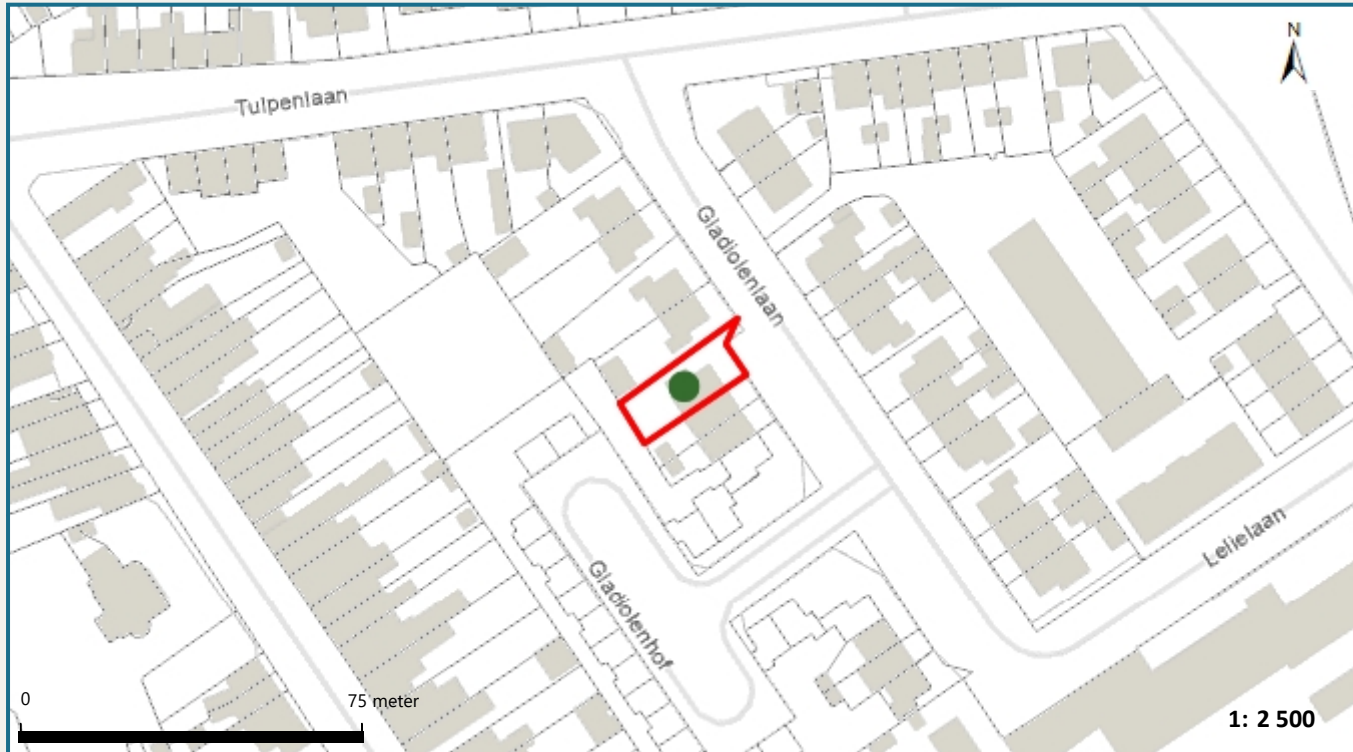 N
Tulpenlaan
Gladiolenlaan
Lelielaan
Gladiolenhof
0
75 meter
1: 2 500